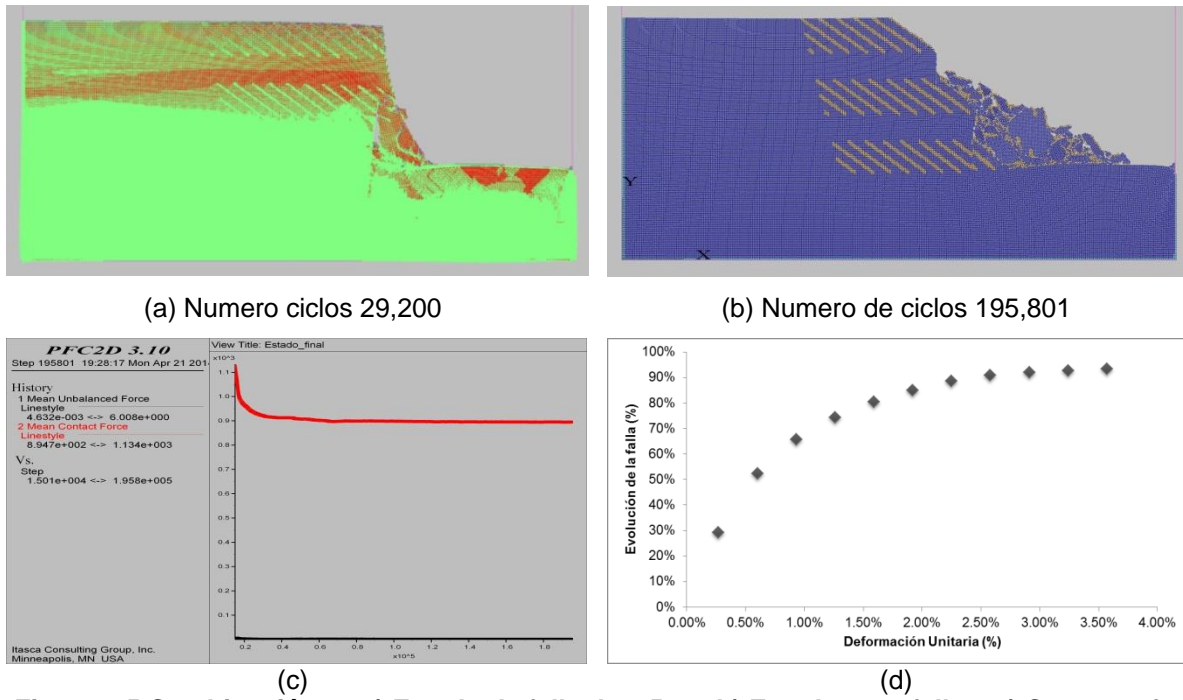 Y
X
(a) Numero ciclos 29,200
(b) Numero de ciclos 195,801
PFC2D 3.10
Step 195801 19:28:17 Mon Apr 21 201
History
1 Mean Unbalanced Force
Linestyle
4.632e-003 <-> 6.008e+000
2 Mean Contact Force
Linestyle
8.947e+002 <-> 1.134e+003
Vs.
Step
1.501e+004 <-> 1.958e+005
Itasca Consulting Group, Inc.
Minneapolis, MN USA
View Title: Estado_final
x10^3
1.1
1.0
0.9
0.8
0.7
0.6
0.5
0.4
0.3
0.2
0.1
0.2 0.4 0.6 0.8 1.0 1.2 1.4 1.6 1.8
x10^5
(c)
Evolución de la falla (%)
100%
90%
80%
70%
60%
50%
40%
30%
20%
10%
0%
0.00% 0.50% 1.00% 1.50% 2.00% 2.50% 3.00% 3.50% 4.00%
Deformación Unitaria (%)
(d)